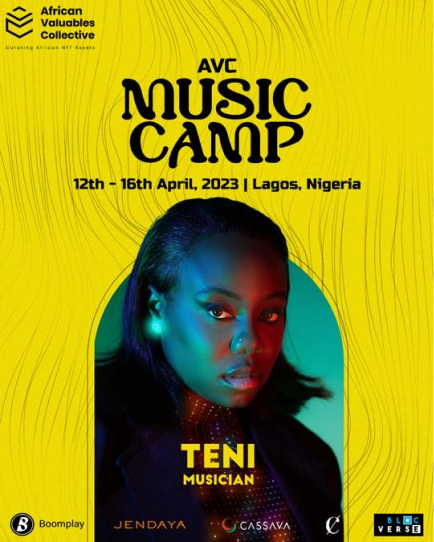 African
Valuables
Collective
Curating African NFT Assets
AVC
MUSIC
CAMP
12th - 16th April, 2023 | Lagos, Nigeria
TENI
MUSICIAN
B Boomplay JENDAYA CASSAVA ₵ BLOC
VERSE